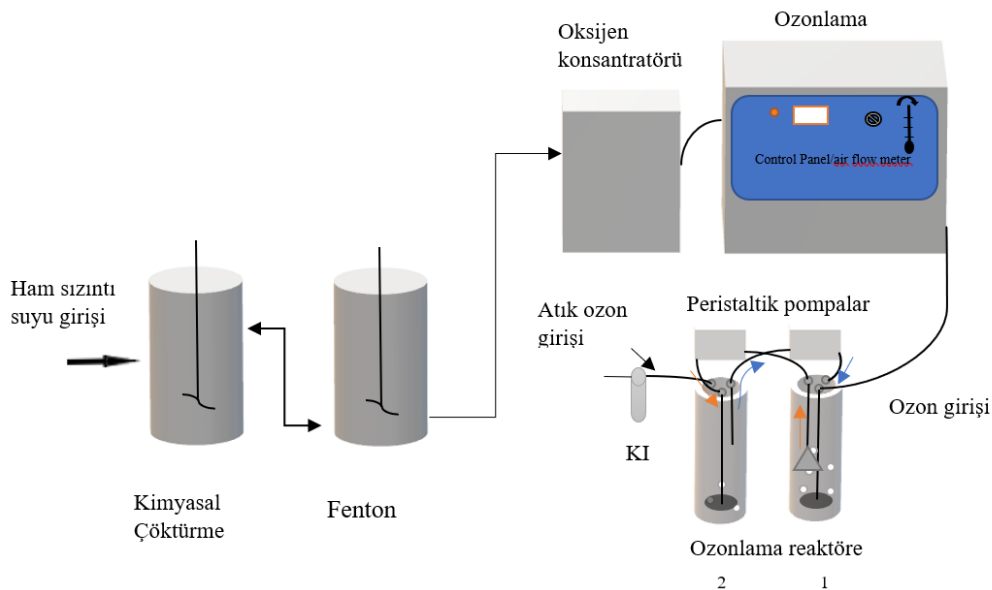 Oksijen
konsantratörü
Ozonlama
Control Panel/air flow meter
Ham sızıntı
suyu girişi
Atık ozon
girişi
Peristaltik pompalar
Ozon girişi
KI
Kimyasal
Çöktürme
Fenton
Ozonlama reaktöre
2 1